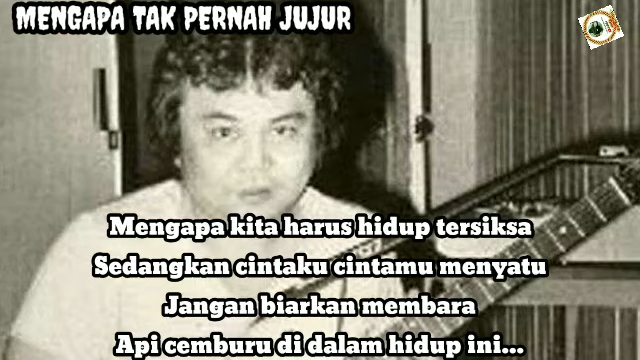 MENGAPA TAK PERNAH JUJUR
Mengapa kita harus hidup tersiksa
Sedangkan cintaku cintamu menyatu
Jangan biarkan membara
Api cemburu di dalam hidup ini...